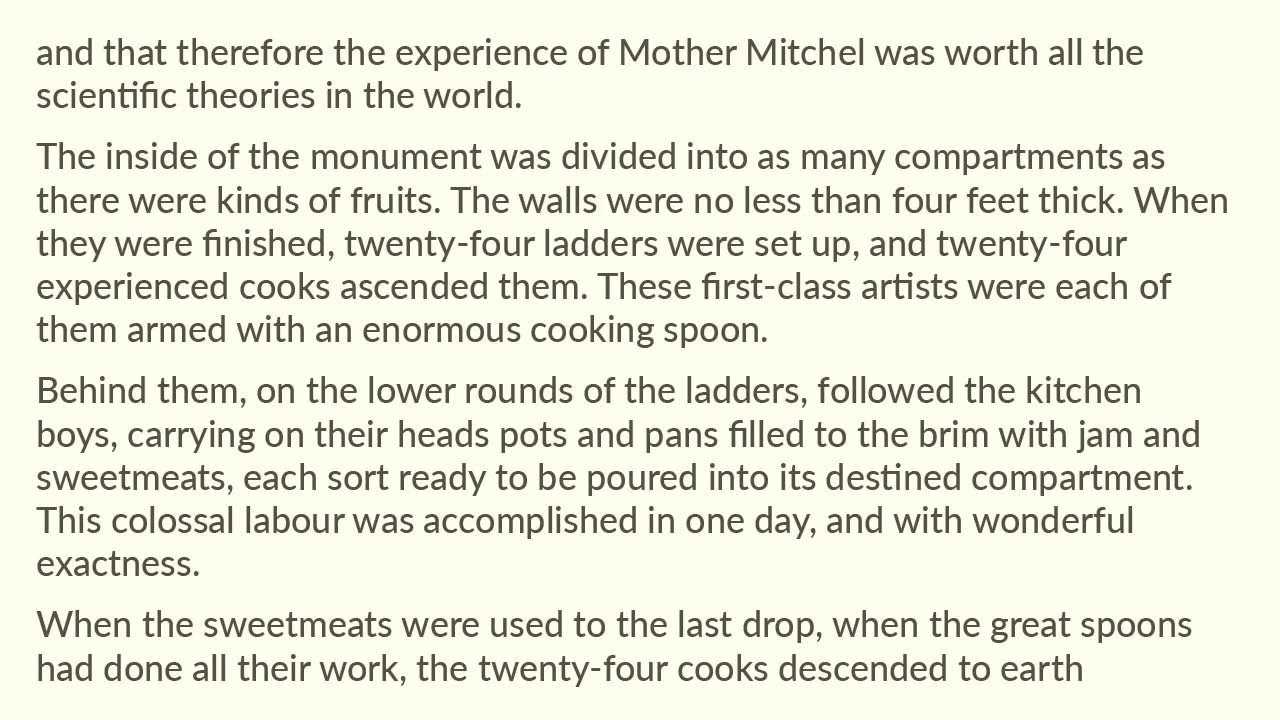 and that therefore the experience of Mother Mitchel was worth all the
scientific theories in the world.
The inside of the monument was divided into as many compartments as
there were kinds of fruits. The walls were no less than four feet thick. When
they were finished, twenty-four ladders were set up, and twenty-four
experienced cooks ascended them. These first-class artists were each of
them armed with an enormous cooking spoon.
Behind them, on the lower rounds of the ladders, followed the kitchen
boys, carrying on their heads pots and pans filled to the brim with jam and
sweetmeats, each sort ready to be poured into its destined compartment.
This colossal labour was accomplished in one day, and with wonderful
exactness.
When the sweetmeats were used to the last drop, when the great spoons
had done all their work, the twenty-four cooks descended to earth